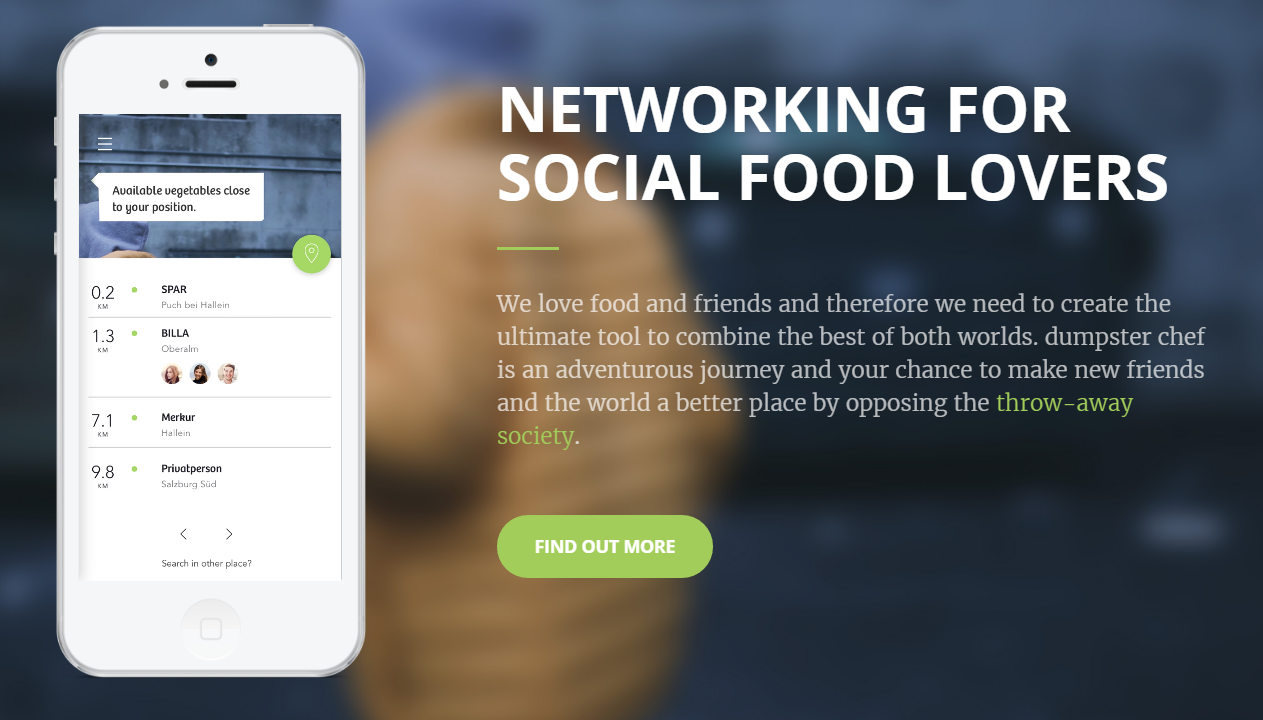 Available vegetables close
to your position.
0.2
KM
SPAR
Puch bei Hallein
1.3
KM
BILLA
Oberalm
7.1
KM
Merkur
Hallein
9.8
KM
Privatperson
Salzburg Süd
Search in other place?
NETWORKING FOR
SOCIAL FOOD LOVERS
We love food and friends and therefore we need to create the
ultimate tool to combine the best of both worlds. dumpster chef
is an adventurous journey and your chance to make new friends
and the world a better place by opposing the throw-away
society.
FIND OUT MORE